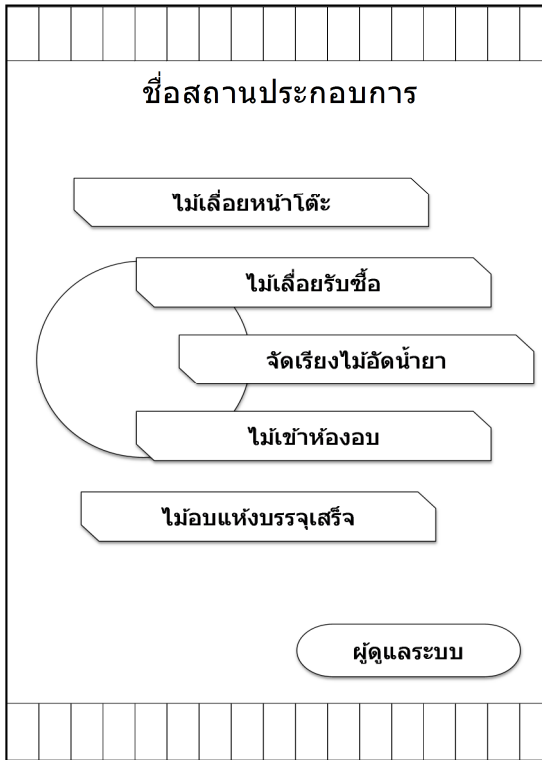 ชื่อสถานประกอบการ
ไม้เลื่อยหน้าโต๊ะ
ไม้เลื่อยรับซื้อ
จัดเรียงไม้อัดน้ำยา
ไม้เข้าห้องอบ
ไม้อบแห้งบรรจุเสร็จ
ผู้ดูแลระบบ